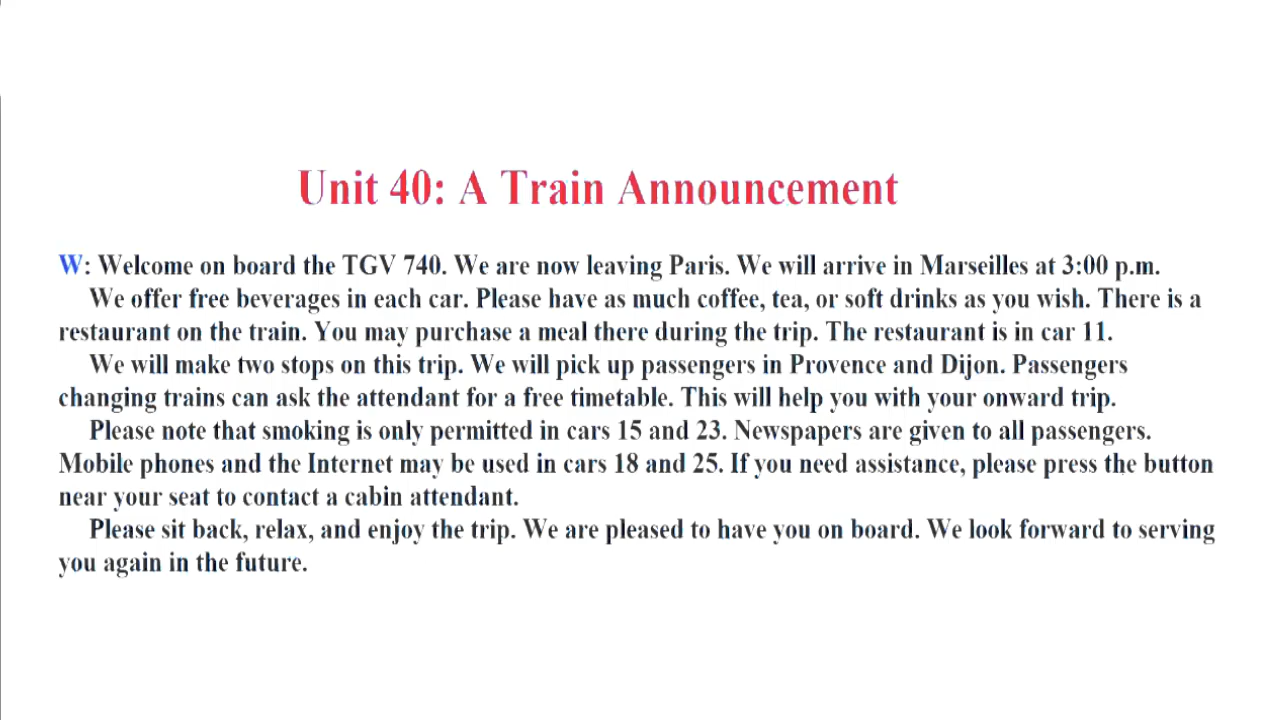 Unit 40: A Train Announcement
W: Welcome on board the TGV 740. We are now leaving Paris. We will arrive in Marseilles at 3:00 p.m.
We offer free beverages in each car. Please have as much coffee, tea, or soft drinks as you wish. There is a
restaurant on the train. You may purchase a meal there during the trip. The restaurant is in car 11.
We will make two stops on this trip. We will pick up passengers in Provence and Dijon. Passengers
changing trains can ask the attendant for a free timetable. This will help you with your onward trip.
Please note that smoking is only permitted in cars 15 and 23. Newspapers are given to all passengers.
Mobile phones and the Internet may be used in cars 18 and 25. If you need assistance, please press the button
near your seat to contact a cabin attendant.
Please sit back, relax, and enjoy the trip. We are pleased to have you on board. We look forward to serving
you again in the future.